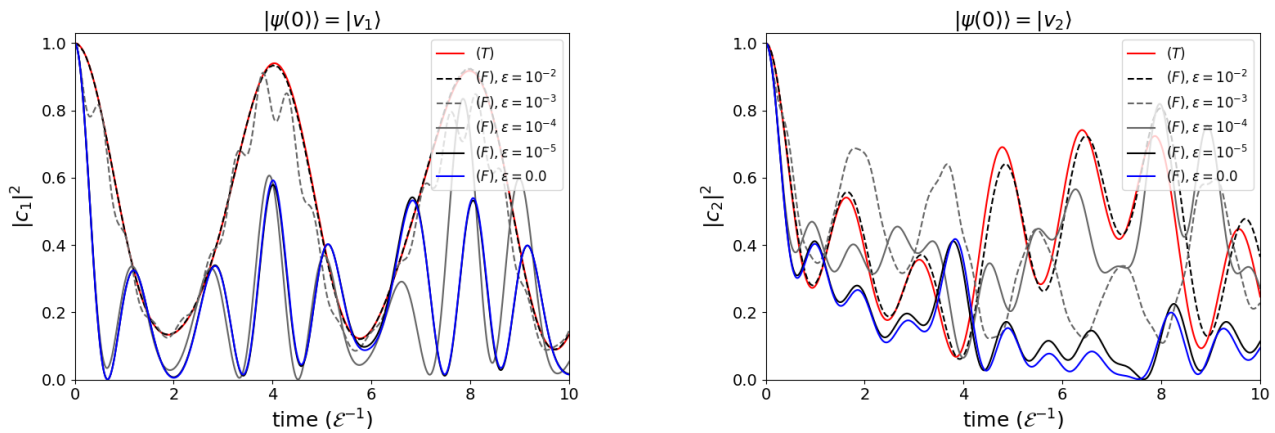 |ψ(0)⟩ = |v₁⟩
|c₁|²
1.0
0.8
0.6
0.4
0.2
0.0
(T)
(F), ε = 10⁻²
(F), ε = 10⁻³
(F), ε = 10⁻⁴
(F), ε = 10⁻⁵
(F), ε = 0.0
0 2 4 6 8 10
time (ℰ⁻¹)
|ψ(0)⟩ = |v₂⟩
|c₂|²
1.0
0.8
0.6
0.4
0.2
0.0
(T)
(F), ε = 10⁻²
(F), ε = 10⁻³
(F), ε = 10⁻⁴
(F), ε = 10⁻⁵
(F), ε = 0.0
0 2 4 6 8 10
time (ℰ⁻¹)